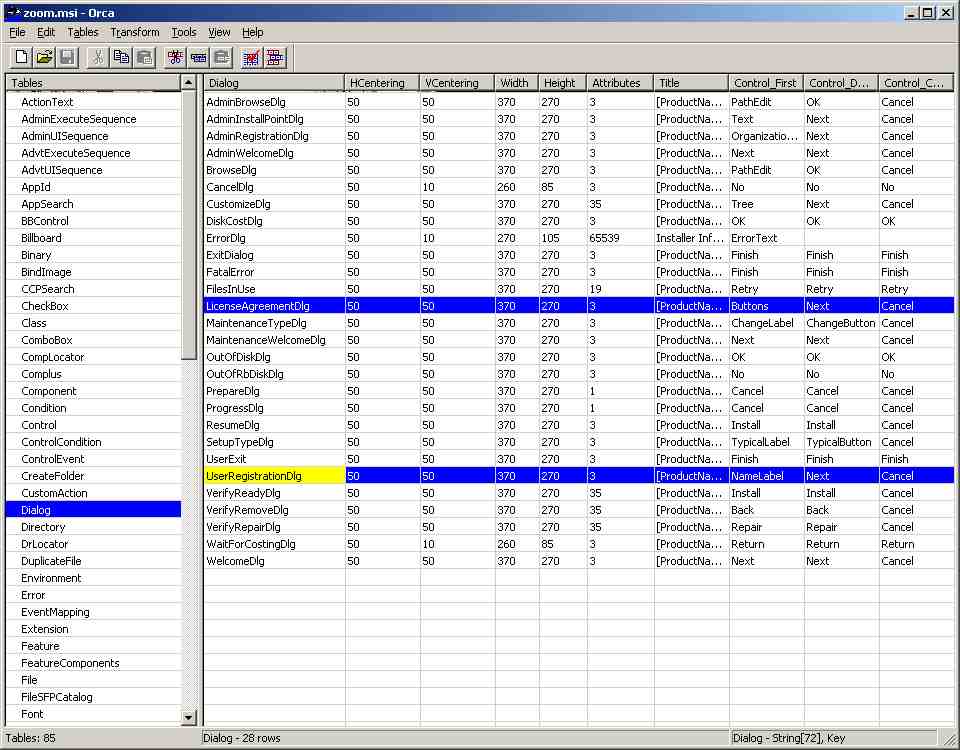 zoom.msi - Orca
File Edit Tables Transform Tools View Help
Tables
ActionText
AdminExecuteSequence
AdminUISequence
AdvtExecuteSequence
AdvtUISequence
AppId
AppSearch
BBControl
Billboard
Binary
BindImage
CCPSearch
CheckBox
Class
ComboBox
CompLocator
Complus
Component
Condition
Control
ControlCondition
ControlEvent
CreateFolder
CustomAction
Dialog
Directory
DrLocator
DuplicateFile
Environment
Error
EventMapping
Extension
Feature
FeatureComponents
File
FileSFPCatalog
Font
Dialog HCentering VCentering Width Height Attributes Title Control_First Control_D... Control_C...
AdminBrowseDlg 50 50 370 270 3 [ProductNa... PathEdit OK Cancel
AdminInstallPointDlg 50 50 370 270 3 [ProductNa... Text Next Cancel
AdminRegistrationDlg 50 50 370 270 3 [ProductNa... Organizatio... Next Cancel
AdminWelcomeDlg 50 50 370 270 3 [ProductNa... Next Next Cancel
BrowseDlg 50 50 370 270 3 [ProductNa... PathEdit OK Cancel
CancelDlg 50 10 260 85 3 [ProductNa... No No No
CustomizeDlg 50 50 370 270 35 [ProductNa... Tree Next Cancel
DiskCostDlg 50 50 370 270 3 [ProductNa... OK OK OK
ErrorDlg 50 10 270 105 65539 Installer Inf... ErrorText
ExitDialog 50 50 370 270 3 [ProductNa... Finish Finish Finish
FatalError 50 50 370 270 3 [ProductNa... Finish Finish Finish
FilesInUse 50 50 370 270 19 [ProductNa... Retry Retry Retry
LicenseAgreementDlg 50 50 370 270 3 [ProductNa... Buttons Next Cancel
MaintenanceTypeDlg 50 50 370 270 3 [ProductNa... ChangeLabel ChangeButton Cancel
MaintenanceWelcomeDlg 50 50 370 270 3 [ProductNa... Next Next Cancel
OutOfDiskDlg 50 50 370 270 3 [ProductNa... OK OK OK
OutOfRbDiskDlg 50 50 370 270 3 [ProductNa... No No No
PrepareDlg 50 50 370 270 1 [ProductNa... Cancel Cancel Cancel
ProgressDlg 50 50 370 270 1 [ProductNa... Cancel Cancel Cancel
ResumeDlg 50 50 370 270 3 [ProductNa... Install Install Cancel
SetupTypeDlg 50 50 370 270 3 [ProductNa... TypicalLabel TypicalButton Cancel
UserExit 50 50 370 270 3 [ProductNa... Finish Finish Finish
UserRegistrationDlg 50 50 370 270 3 [ProductNa... NameLabel Next Cancel
VerifyReadyDlg 50 50 370 270 35 [ProductNa... Install Install Cancel
VerifyRemoveDlg 50 50 370 270 35 [ProductNa... Back Back Cancel
VerifyRepairDlg 50 50 370 270 35 [ProductNa... Repair Repair Cancel
WaitForCostingDlg 50 10 260 85 3 [ProductNa... Return Return Return
WelcomeDlg 50 50 370 270 3 [ProductNa... Next Next Cancel
Tables: 85 Dialog - 28 rows Dialog - String[72], Key